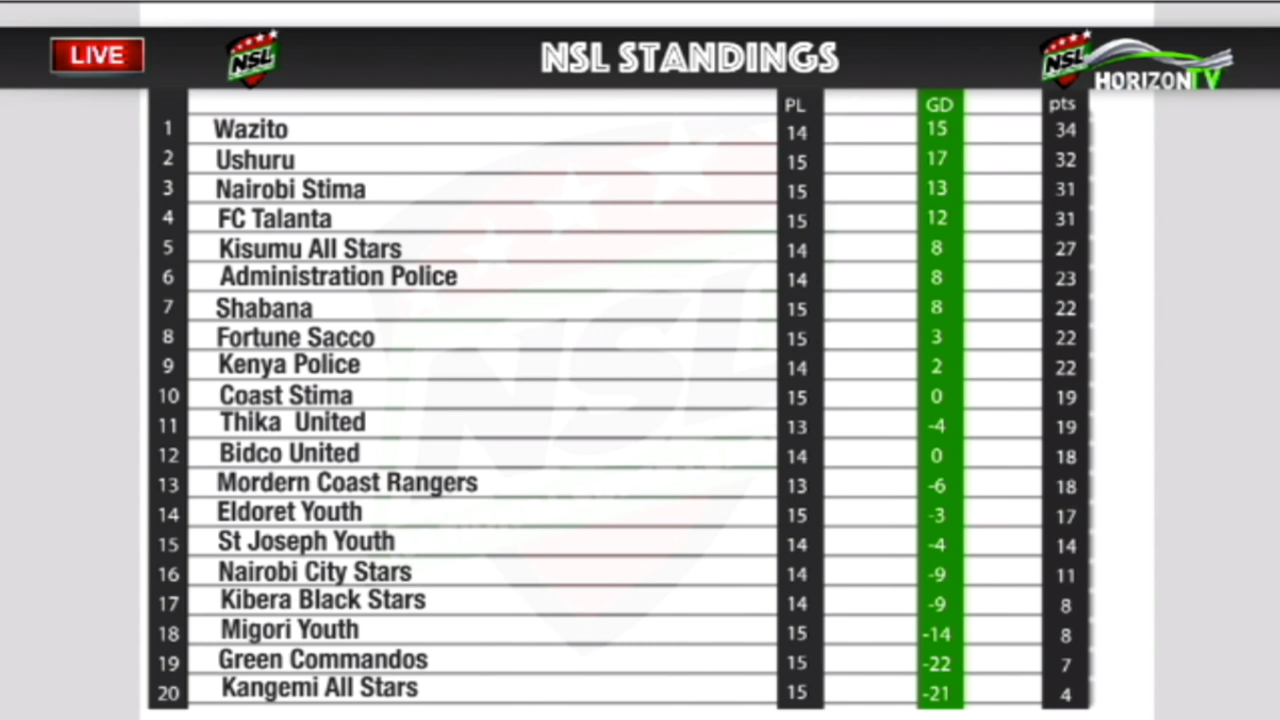 LIVE NSL NSL STANDINGS NSL HORIZON TV
PL GD pts
1 Wazito 14 15 34
2 Ushuru 15 17 32
3 Nairobi Stima 15 13 31
4 FC Talanta 15 12 31
5 Kisumu All Stars 14 8 27
6 Administration Police 14 8 23
7 Shabana 15 8 22
8 Fortune Sacco 15 3 22
9 Kenya Police 14 2 22
10 Coast Stima 15 0 19
11 Thika United 13 -4 19
12 Bidco United 14 0 18
13 Mordern Coast Rangers 13 -6 18
14 Eldoret Youth 15 -3 17
15 St Joseph Youth 14 -4 14
16 Nairobi City Stars 14 -9 11
17 Kibera Black Stars 14 -9 8
18 Migori Youth 15 -14 8
19 Green Commandos 15 -22 7
20 Kangemi All Stars 15 -21 4
NSL